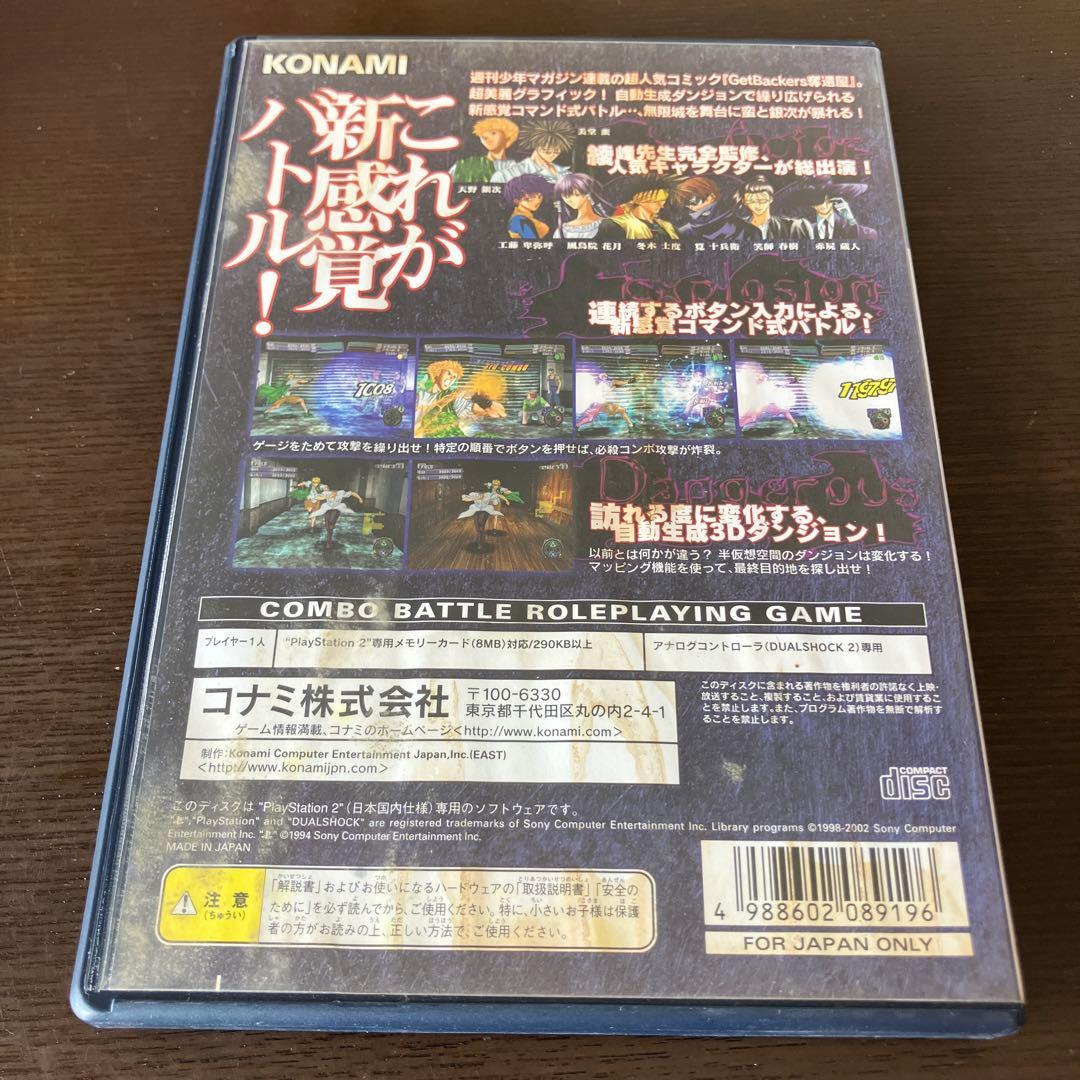 KONAMI
これが
新感覚
バトル！
週刊少年マガジン連載の超人気コミック『GetBackers奪還屋』。
超美麗グラフィック！ 自動生成ダンジョンで繰り広げられる
新感覚コマンド式バトル…、無限城を舞台に蛮と銀次が暴れる！
美堂 蛮
綾峰先生完全監修、
人気キャラクターが総出演！
天野 銀次
工藤 卑弥呼
風鳥院 花月
冬木 士度
筧 十兵衛
笑師 春樹
赤屍 蔵人
Explosion
連続するボタン入力による、
新感覚コマンド式バトル！
ゲージをためて攻撃を繰り出せ！特定の順番でボタンを押せば、必殺コンボ攻撃が炸裂。
Dangerous
訪れる度に変化する、
自動生成3Dダンジョン！
以前とは何かが違う？ 半仮想空間のダンジョンは変化する！
マッピング機能を使って、最終目的地を探し出せ！
COMBO BATTLE ROLEPLAYING GAME
プレイヤー1人
"PlayStation 2"専用メモリーカード（8MB）対応/290KB以上
アナログコントローラ（DUALSHOCK 2）専用
コナミ株式会社
〒100-6330
東京都千代田区丸の内2-4-1
ゲーム情報満載、コナミのホームページ<http://www.konami.com>
制作：Konami Computer Entertainment Japan,Inc.(EAST)
<http://www.konamijpn.com>
このディスクに含まれる著作物を権利者の許諾なく上映・
放送すること、複製すること、および賃貸業に使用するこ
とを禁止します。また、プログラム著作物を無断で解析す
ることを禁止します。
COMPACT
disc
このディスクは "PlayStation 2"（日本国内仕様）専用のソフトウェアです。
"PlayStation" and "DUALSHOCK" are registered trademarks of Sony Computer Entertainment Inc. Library programs ©1998-2002 Sony Computer
Entertainment Inc. ©1994 Sony Computer Entertainment Inc.
MADE IN JAPAN
注意
（ちゅうい）
「解説書」およびお使いになるハードウェアの「取扱説明書」「安全の
ために」を必ず読んでから、ご使用ください。特に、小さいお子様は保護
者の方がお読みの上、正しい方法で、ご使用ください。
4 988602 089196
FOR JAPAN ONLY